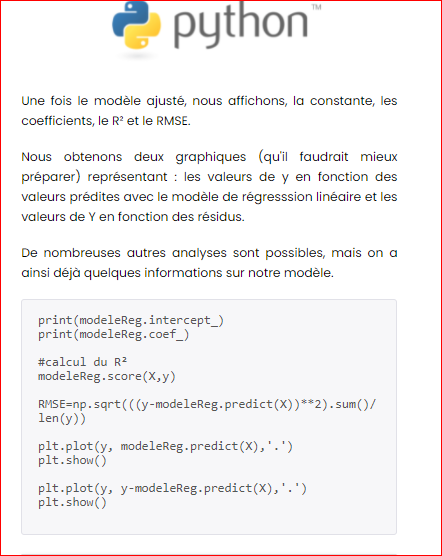 python™
Une fois le modèle ajusté, nous affichons, la constante, les
coefficients, le R² et le RMSE.
Nous obtenons deux graphiques (qu'il faudrait mieux
préparer) représentant : les valeurs de y en fonction des
valeurs prédites avec le modèle de régresssion linéaire et les
valeurs de Y en fonction des résidus.
De nombreuses autres analyses sont possibles, mais on a
ainsi déjà quelques informations sur notre modèle.
print(modeleReg.intercept_)
print(modeleReg.coef_)
#calcul du R²
modeleReg.score(X,y)
RMSE=np.sqrt(((y-modeleReg.predict(X))**2).sum()/
len(y))
plt.plot(y, modeleReg.predict(X),'.')
plt.show()
plt.plot(y, y-modeleReg.predict(X),'.')
plt.show()